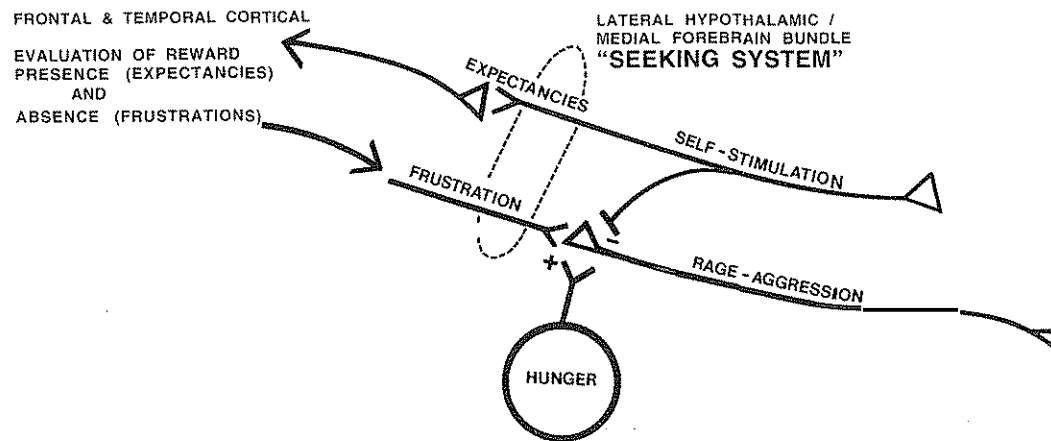 FRONTAL & TEMPORAL CORTICAL
EVALUATION OF REWARD
PRESENCE (EXPECTANCIES)
AND
ABSENCE (FRUSTRATIONS)
LATERAL HYPOTHALAMIC /
MEDIAL FOREBRAIN BUNDLE
“SEEKING SYSTEM”
EXPECTANCIES
SELF-STIMULATION
FRUSTRATION
-
+
RAGE-AGGRESSION
HUNGER